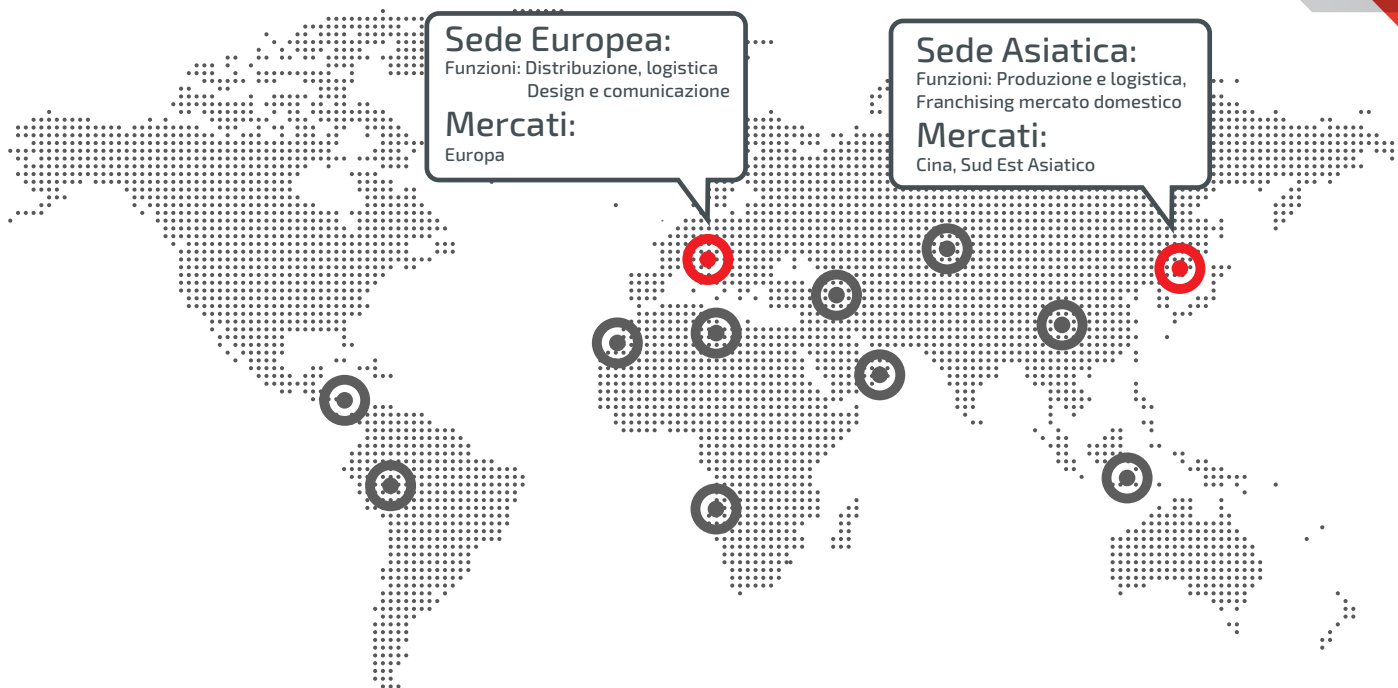 Sede Europea:
Funzioni: Distribuzione, logistica
Design e comunicazione
Mercati:
Europa
Sede Asiatica:
Funzioni: Produzione e logistica,
Franchising mercato domestico
Mercati:
Cina, Sud Est Asiatico